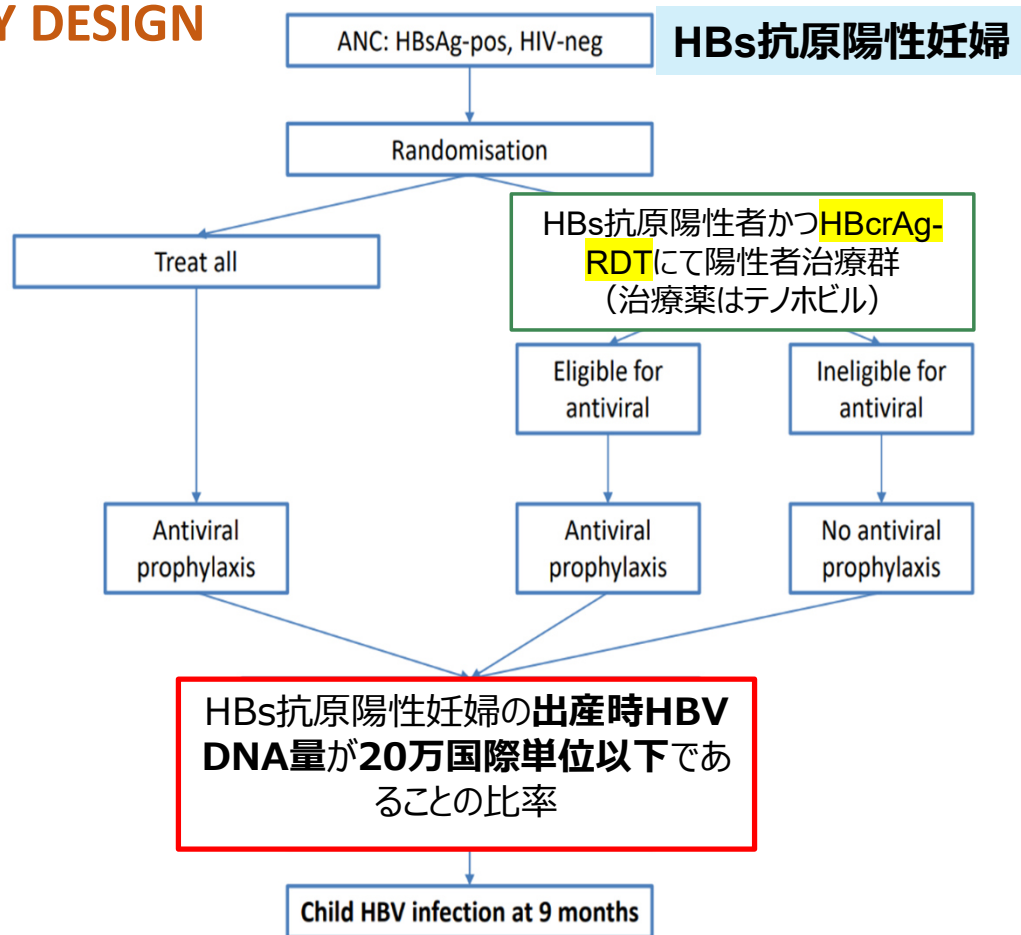 Y DESIGN
ANC: HBsAg-pos, HIV-neg
HBs抗原陽性妊婦
Randomisation
Treat all
HBs抗原陽性者かつHBcrAg-
RDTにて陽性者治療群
（治療薬はテノホビル）
Eligible for
antiviral
Ineligible for
antiviral
Antiviral
prophylaxis
Antiviral
prophylaxis
No antiviral
prophylaxis
HBs抗原陽性妊婦の出産時HBV
DNA量が20万国際単位以下であ
ることの比率
Child HBV infection at 9 months